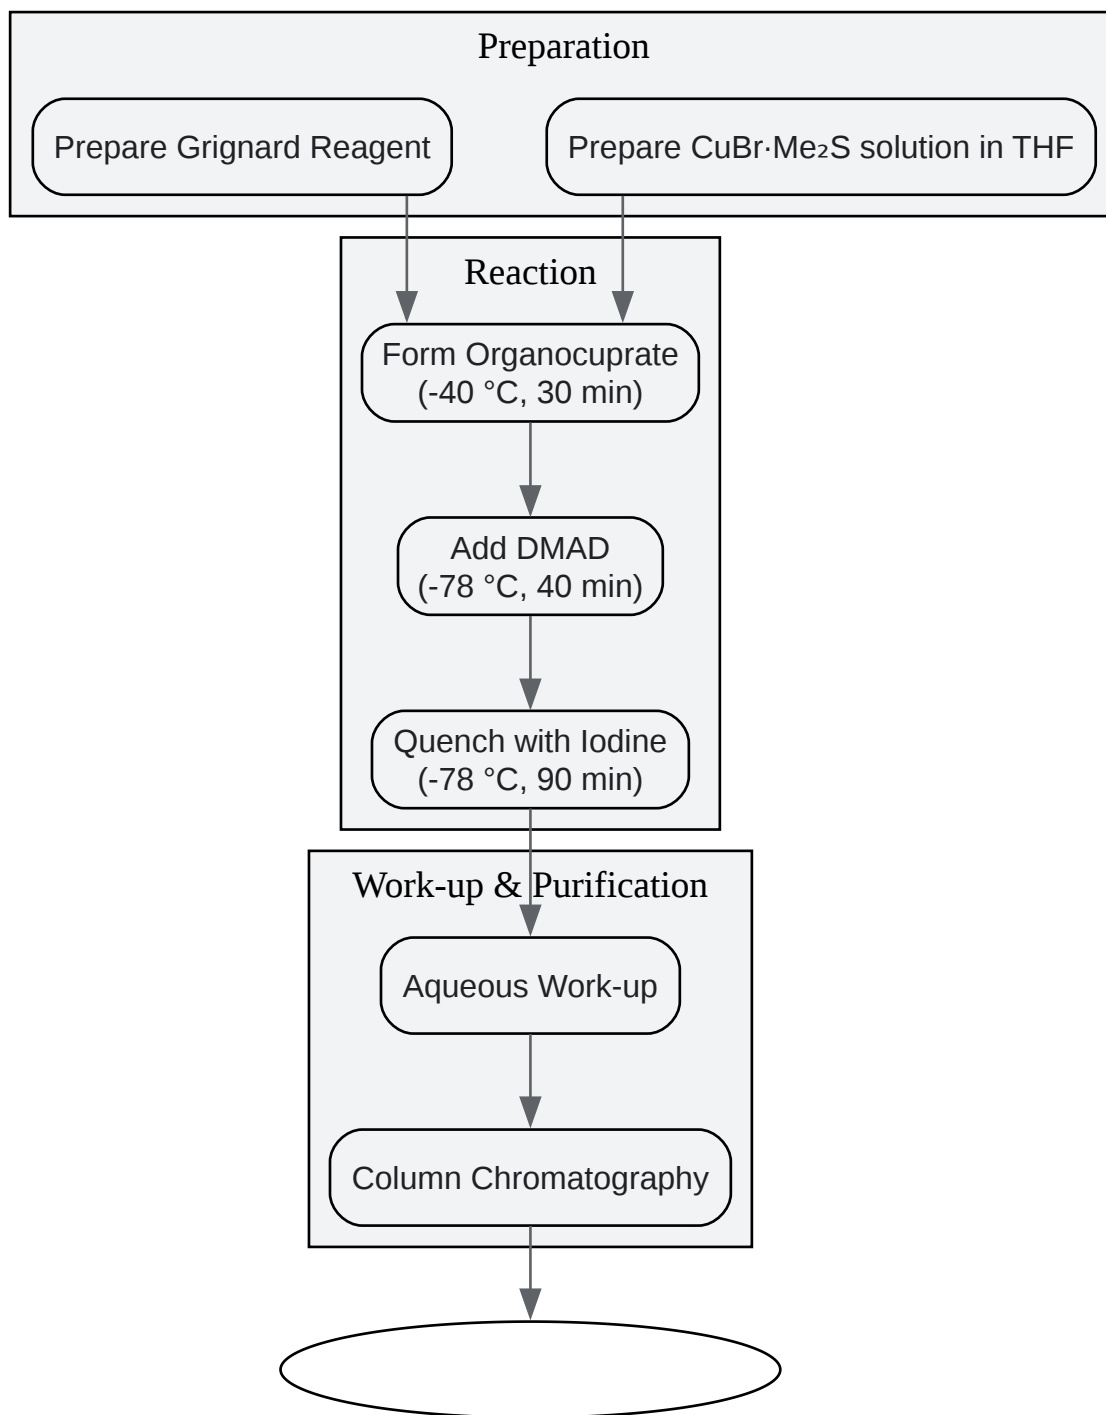 Preparation
Prepare Grignard Reagent
Prepare CuBr·Me₂S solution in THF
Reaction
Form Organocuprate
(-40 °C, 30 min)
Add DMAD
(-78 °C, 40 min)
Quench with Iodine
(-78 °C, 90 min)
Work-up & Purification
Aqueous Work-up
Column Chromatography